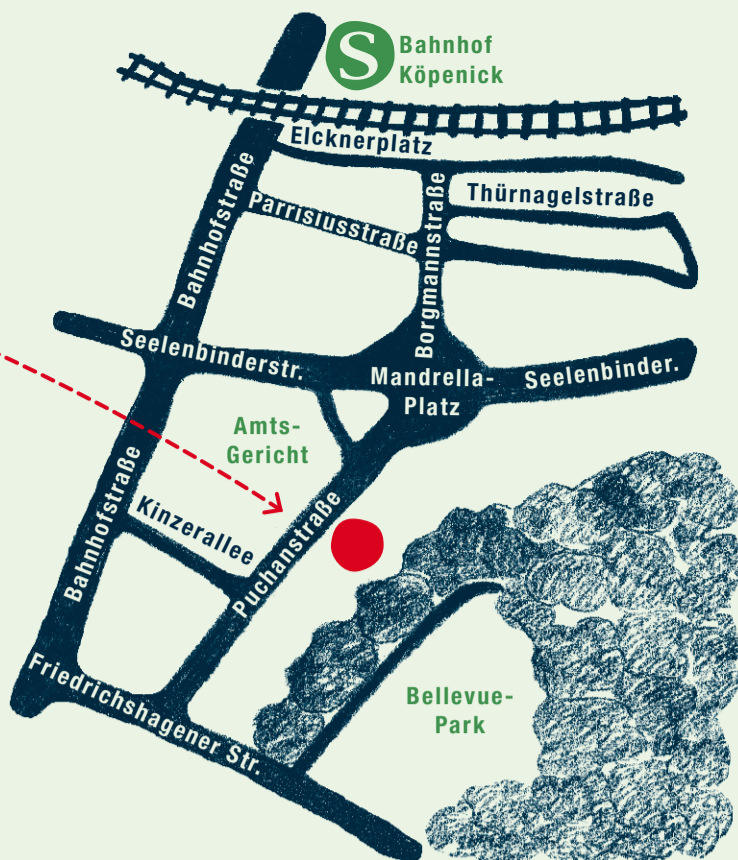 S
Bahnhof
Köpenick
Elcknerplatz
Thürnagelstraße
Bahnhofstraße
Parrisiusstraße
Borgmannstraße
Seelenbinderstr.
Mandrella-
Platz
Seelenbinder.
Amts-
Gericht
Bahnhofstraße
Kinzerallee
Puchanstraße
Friedrichshagener Str.
Bellevue-
Park